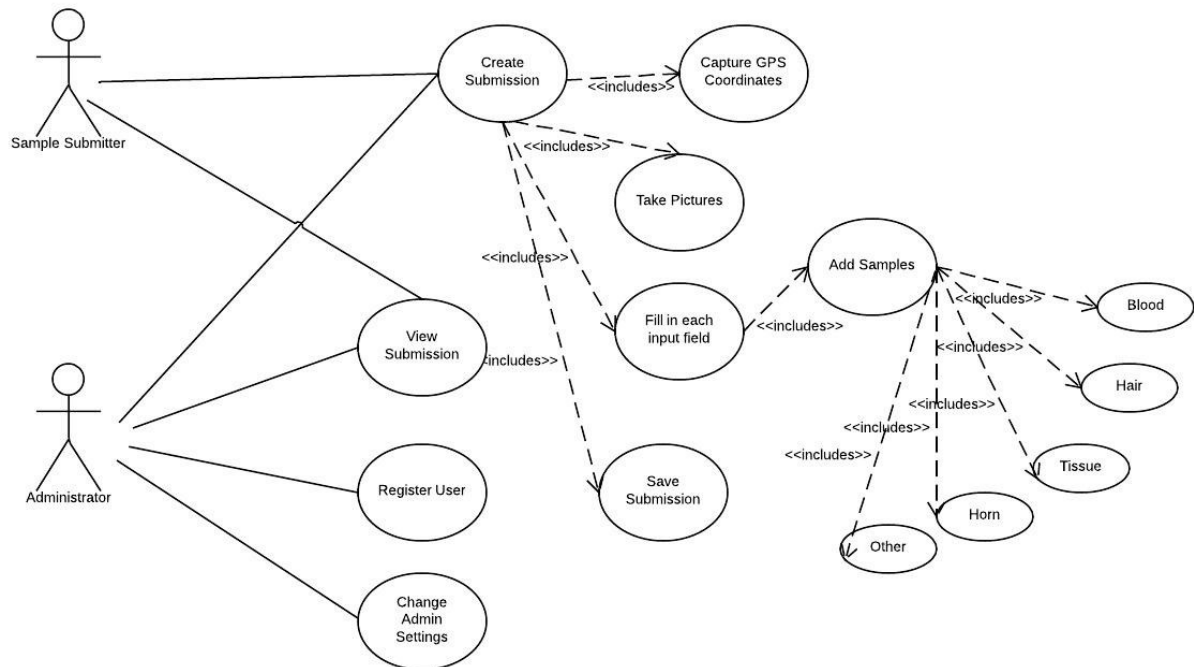 Create
Submission
Capture GPS
Coordinates
<<includes>>
Sample Submitter
<<includes>>
Take Pictures
<<includes>>
Add Samples
<<includes>>
Blood
View
Submission
Fill in each
input field
<<includes>>
<<includes>>
includes>>
Hair
<<includes>>
<<includes>>
<<includes>>
Tissue
Administrator
Register User
Save
Submission
Horn
Other
Change
Admin
Settings